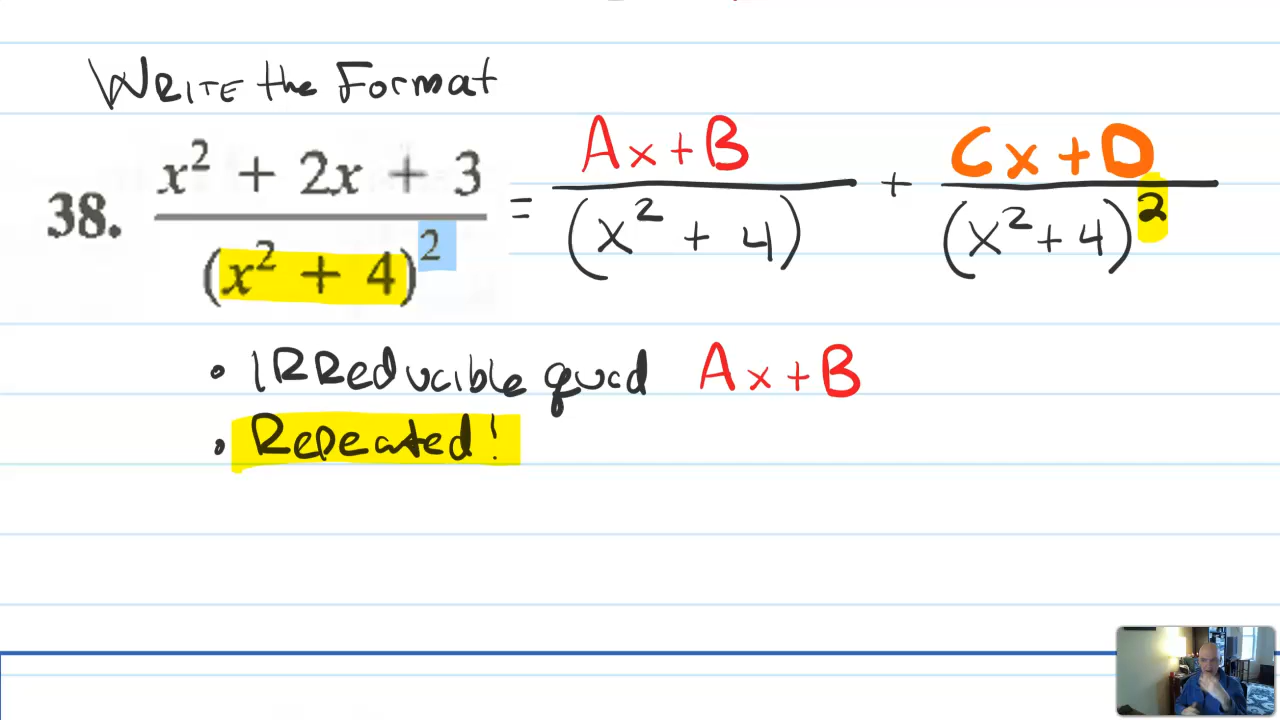 WRITE the Format
38. x² + 2x + 3 / (x² + 4)² = Ax+B / (x² + 4) + Cx+D / (x²+4)²
• IRReducible quad Ax+B
• Repeated!